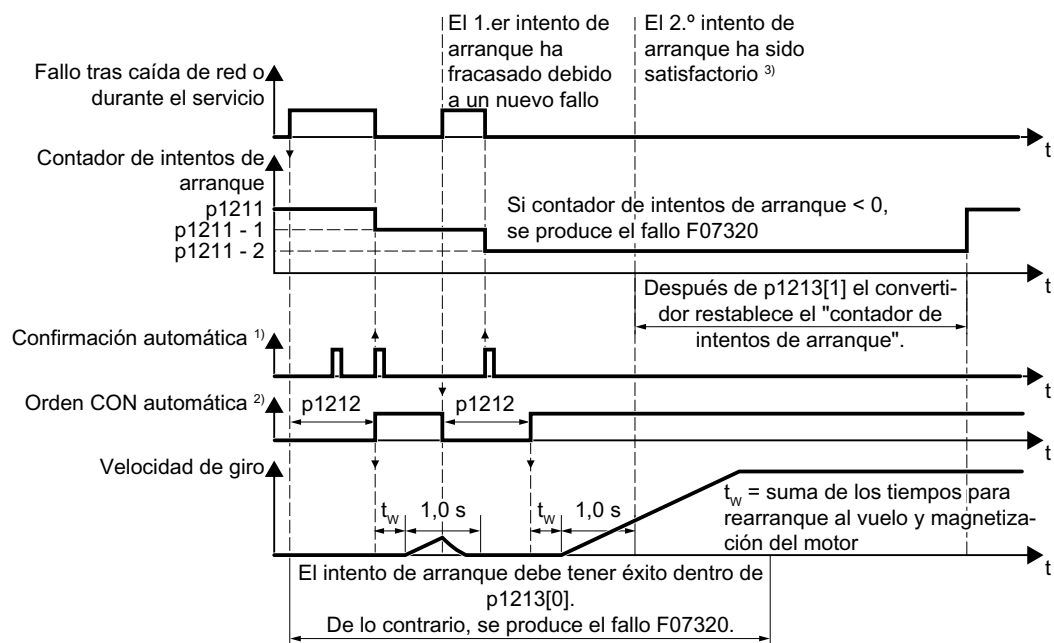 El 1.er intento de
arranque ha
fracasado debido
a un nuevo fallo
El 2.º intento de
arranque ha sido
satisfactorio 3)
Fallo tras caída de red o
durante el servicio
t
Contador de intentos de
arranque
p1211
p1211 - 1
p1211 - 2
Si contador de intentos de arranque < 0,
se produce el fallo F07320
t
Después de p1213[1] el converti-
dor restablece el "contador de
intentos de arranque".
Confirmación automática 1)
t
Orden CON automática 2)
p1212
p1212
t
Velocidad de giro
tW
1,0 s
tW
1,0 s
tW = suma de los tiempos para
rearranque al vuelo y magnetiza-
ción del motor
t
El intento de arranque debe tener éxito dentro de
p1213[0].
De lo contrario, se produce el fallo F07320.